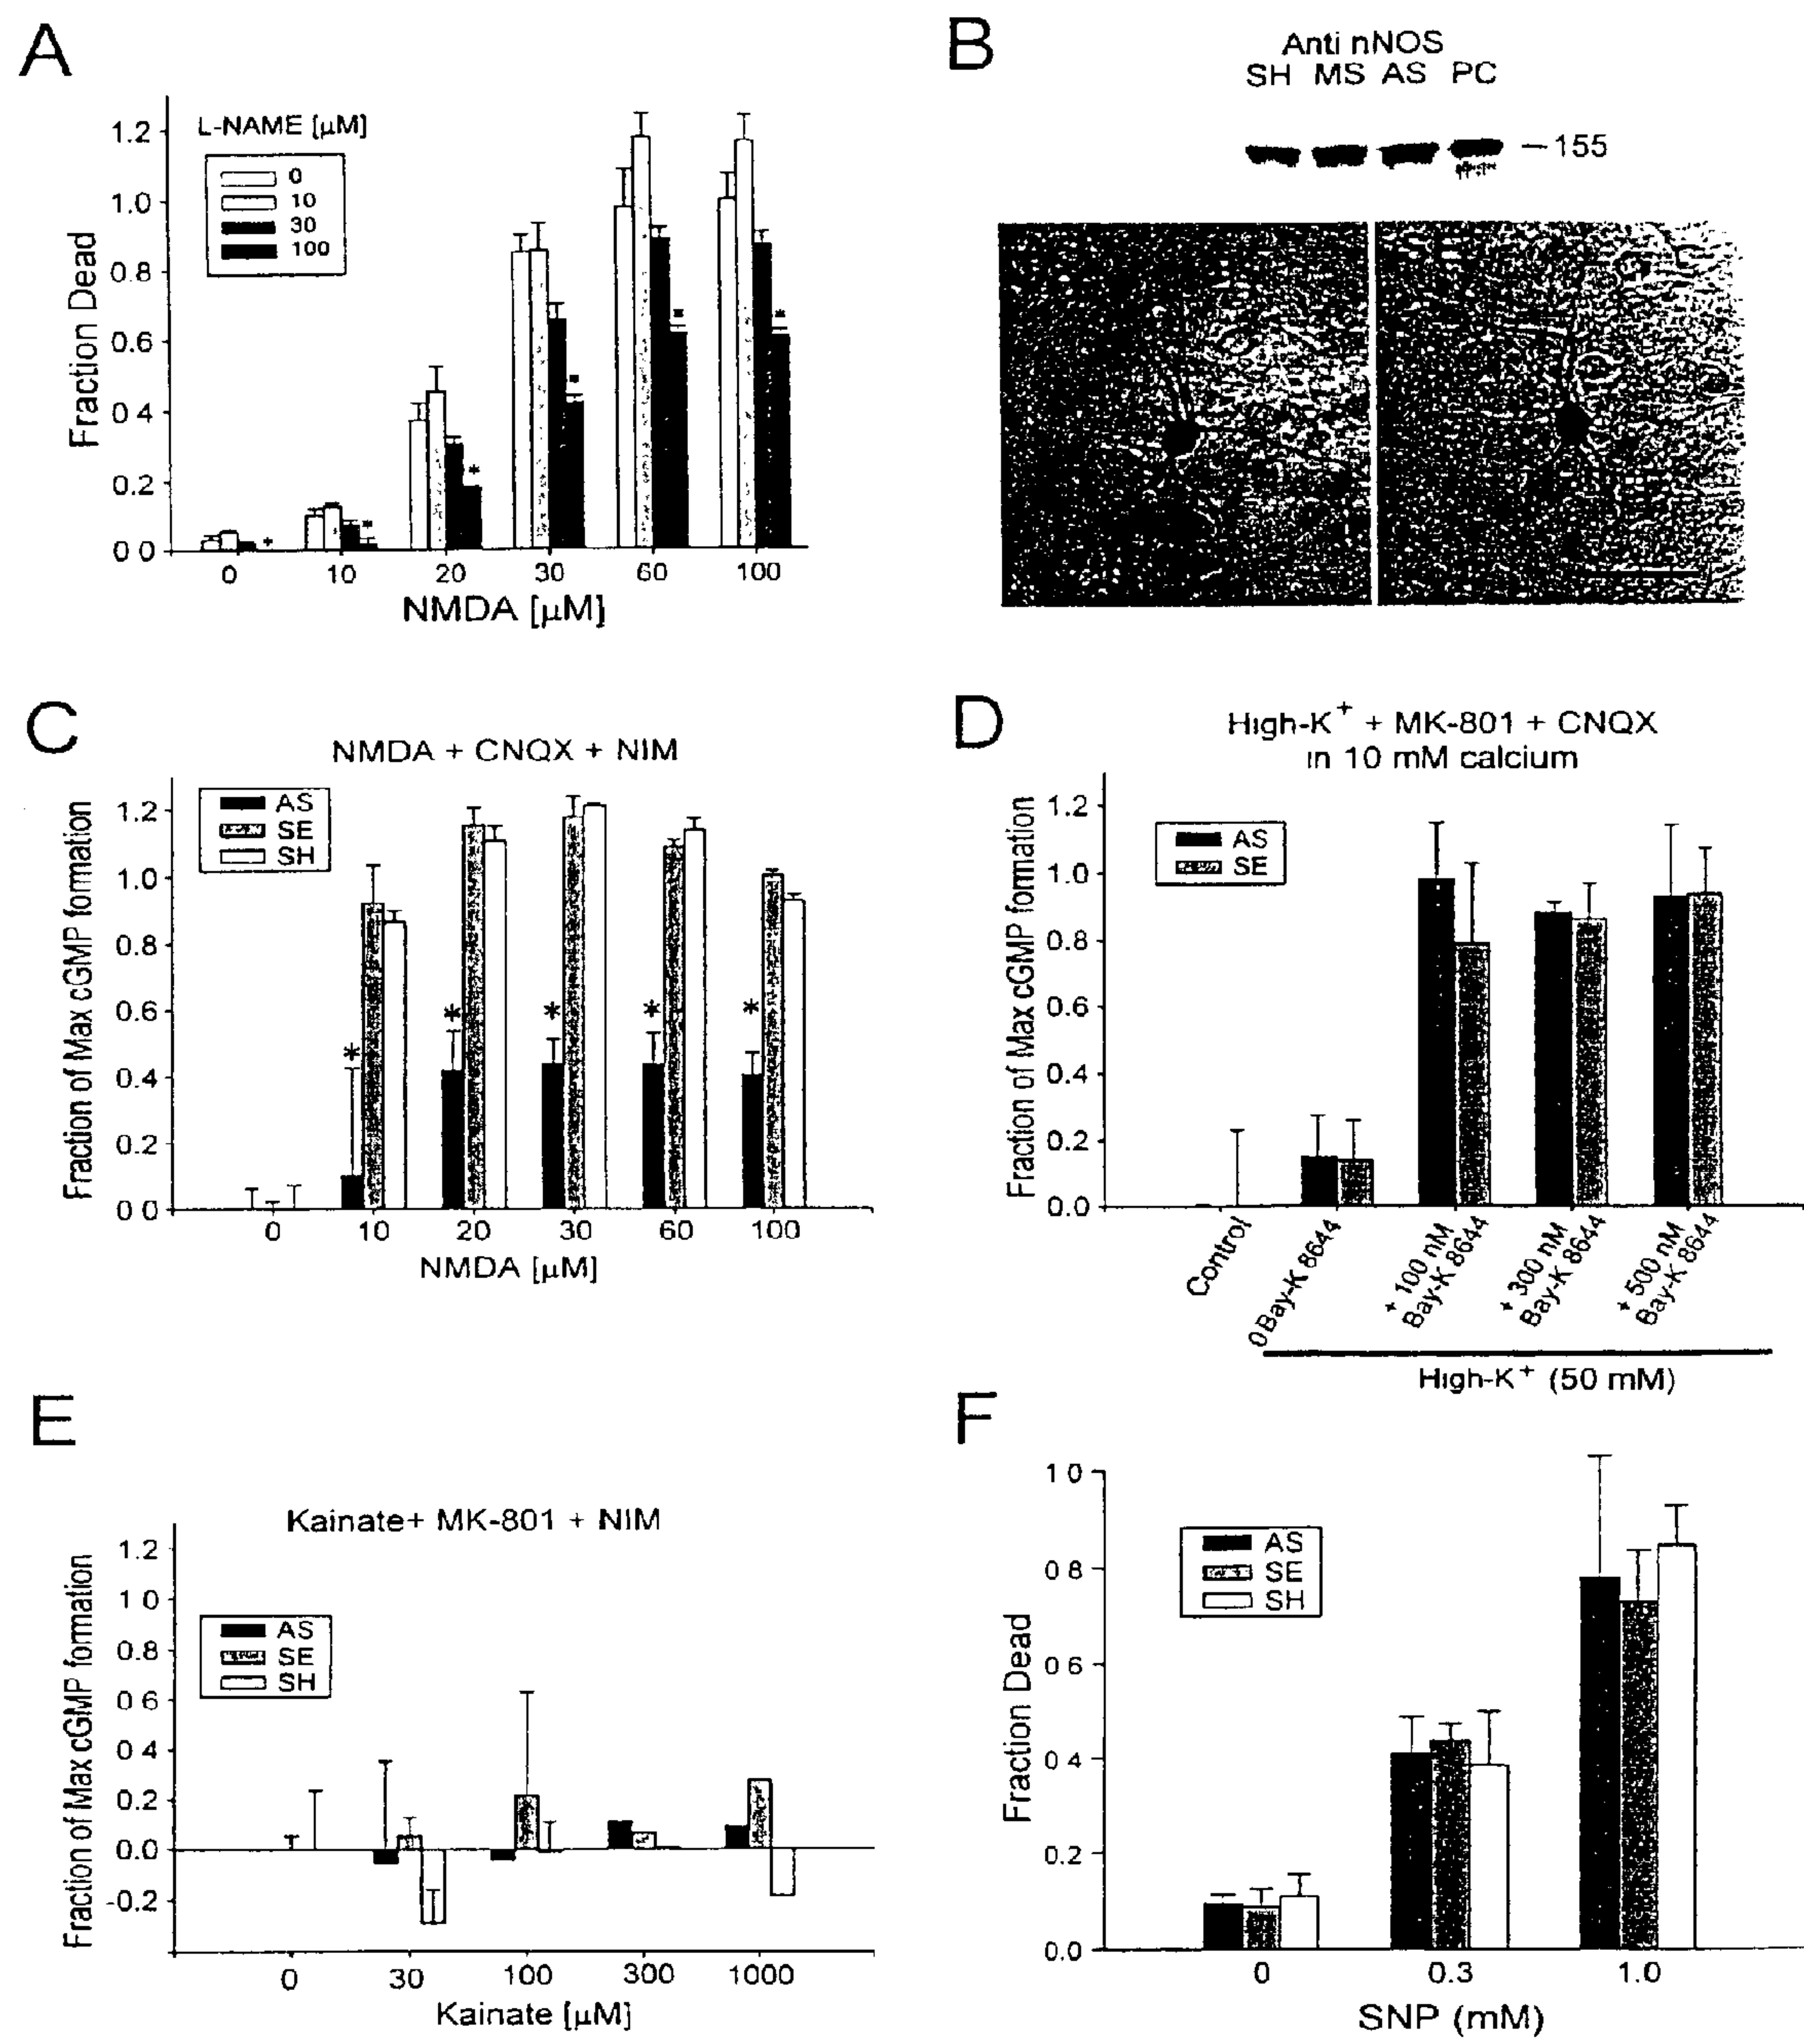 A
L-NAME [µM]
0
10
30
100
1.2
1.0
0.8
0.6
0.4
0.2
0 0
Fraction Dead
0 10 20 30 60 100
NMDA [µM]
* * * * * *
B
Anti nNOS
SH MS AS PC
155
C
NMDA + CNQX + NIM
AS
SE
SH
1.2
1.0
0.8
0.6
0.4
0.2
0 0
Fraction of Max cGMP formation
* * * * *
0 10 20 30 60 100
NMDA [µM]
D
High-K+ + MK-801 + CNQX
in 10 mM calcium
AS
SE
1.2
1.0
0.8
0.6
0.4
0.2
0.0
Fraction of Max cGMP formation
Control
0 Bay-K 8644
+ 100 nM
Bay-K 8644
+ 300 nM
Bay-K 8644
+ 500 nM
Bay-K 8644
High-K+ (50 mM)
E
Kainate+ MK-801 + NIM
AS
SE
SH
1.2
1 0
0.8
0 6
0 4
0.2
0.0
-0.2
Fraction of Max cGMP formation
0 30 100 300 1000
Kainate [µM]
F
AS
SE
SH
1 0
0 8
0 6
0 4
0.2
0.0
Fraction Dead
0 0.3 1.0
SNP (mM)